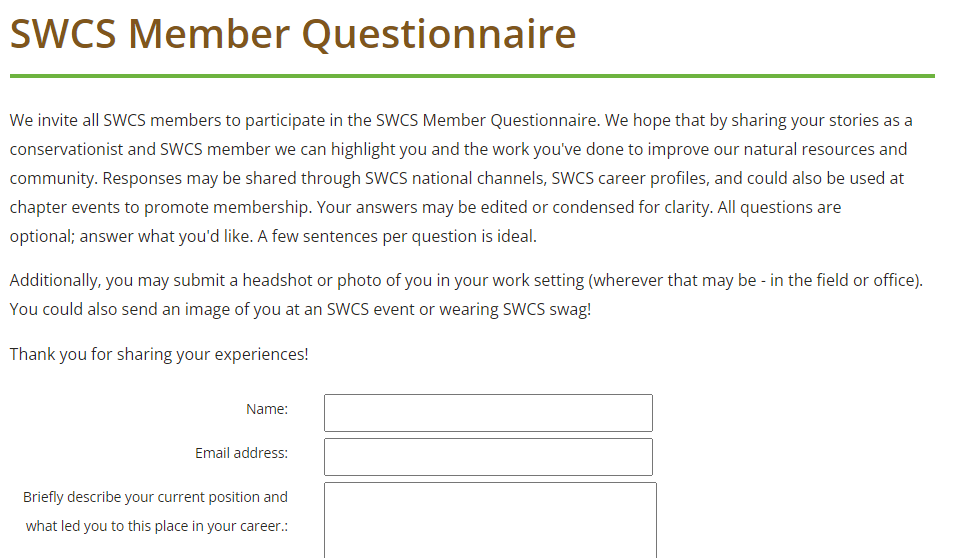 SWCS Member Questionnaire
We invite all SWCS members to participate in the SWCS Member Questionnaire. We hope that by sharing your stories as a
conservationist and SWCS member we can highlight you and the work you've done to improve our natural resources and
community. Responses may be shared through SWCS national channels, SWCS career profiles, and could also be used at
chapter events to promote membership. Your answers may be edited or condensed for clarity. All questions are
optional; answer what you'd like. A few sentences per question is ideal.
Additionally, you may submit a headshot or photo of you in your work setting (wherever that may be - in the field or office).
You could also send an image of you at an SWCS event or wearing SWCS swag!
Thank you for sharing your experiences!
Name:
Email address:
Briefly describe your current position and
what led you to this place in your career.: